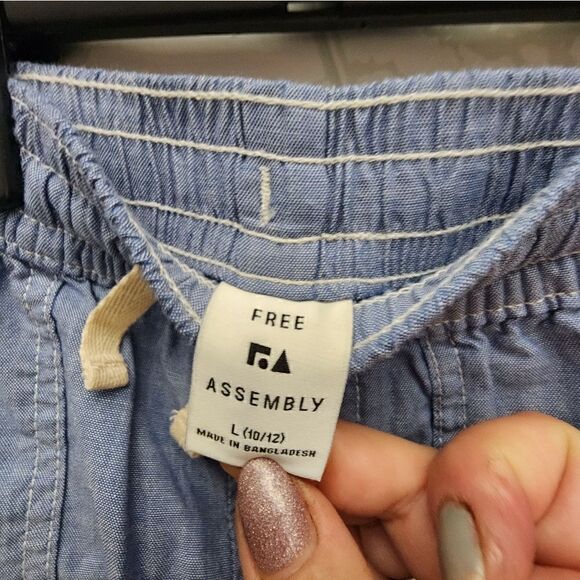 FREE
ASSEMBLY
L (10/12)
MADE IN BANGLADESH